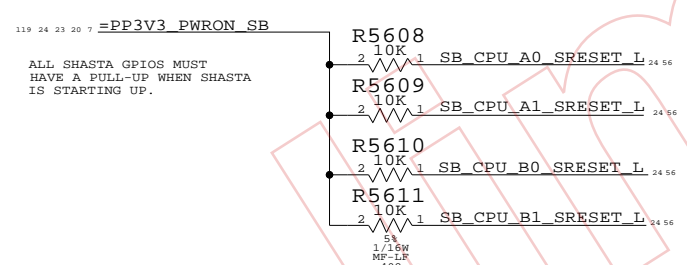 119 24 23 20 7 =PP3V3_PWRON_SB
R5608
10K
2 1 SB_CPU_A0_SRESET_L 24 56
ALL SHASTA GPIOS MUST
HAVE A PULL-UP WHEN SHASTA
IS STARTING UP.
R5609
10K
2 1 SB_CPU_A1_SRESET_L 24 56
R5610
10K
2 1 SB_CPU_B0_SRESET_L 24 56
R5611
10K
2 1 SB_CPU_B1_SRESET_L 24 56
5%
1/16W
MF-LF